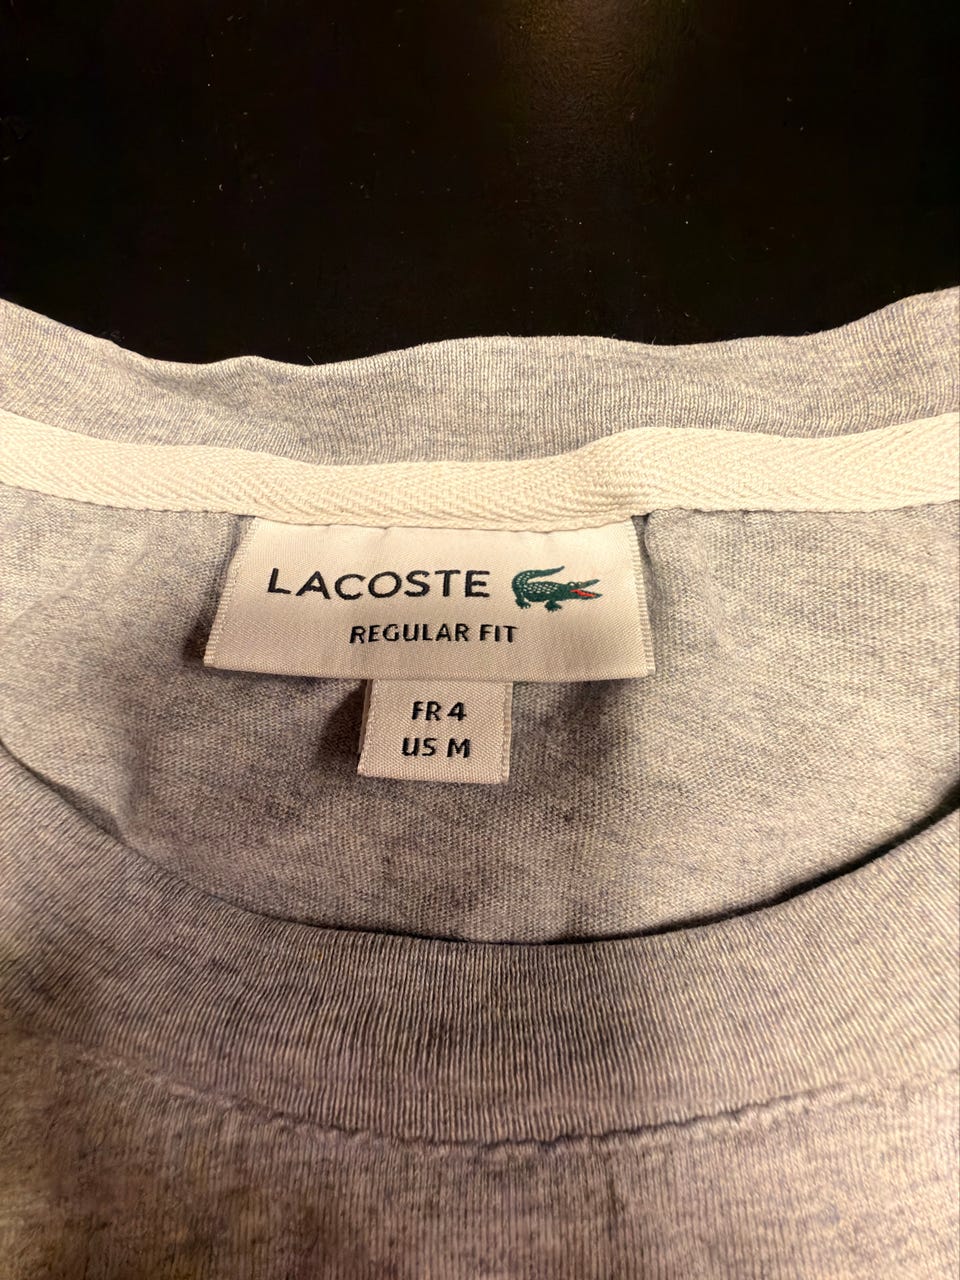 LACOSTE
REGULAR FIT
FR 4
US M